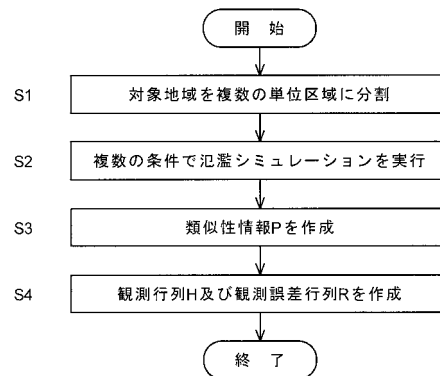 開 始
S1 対象地域を複数の単位区域に分割
S2 複数の条件で氾濫シミュレーションを実行
S3 類似性情報Pを作成
S4 観測行列H及び観測誤差行列Rを作成
終 了